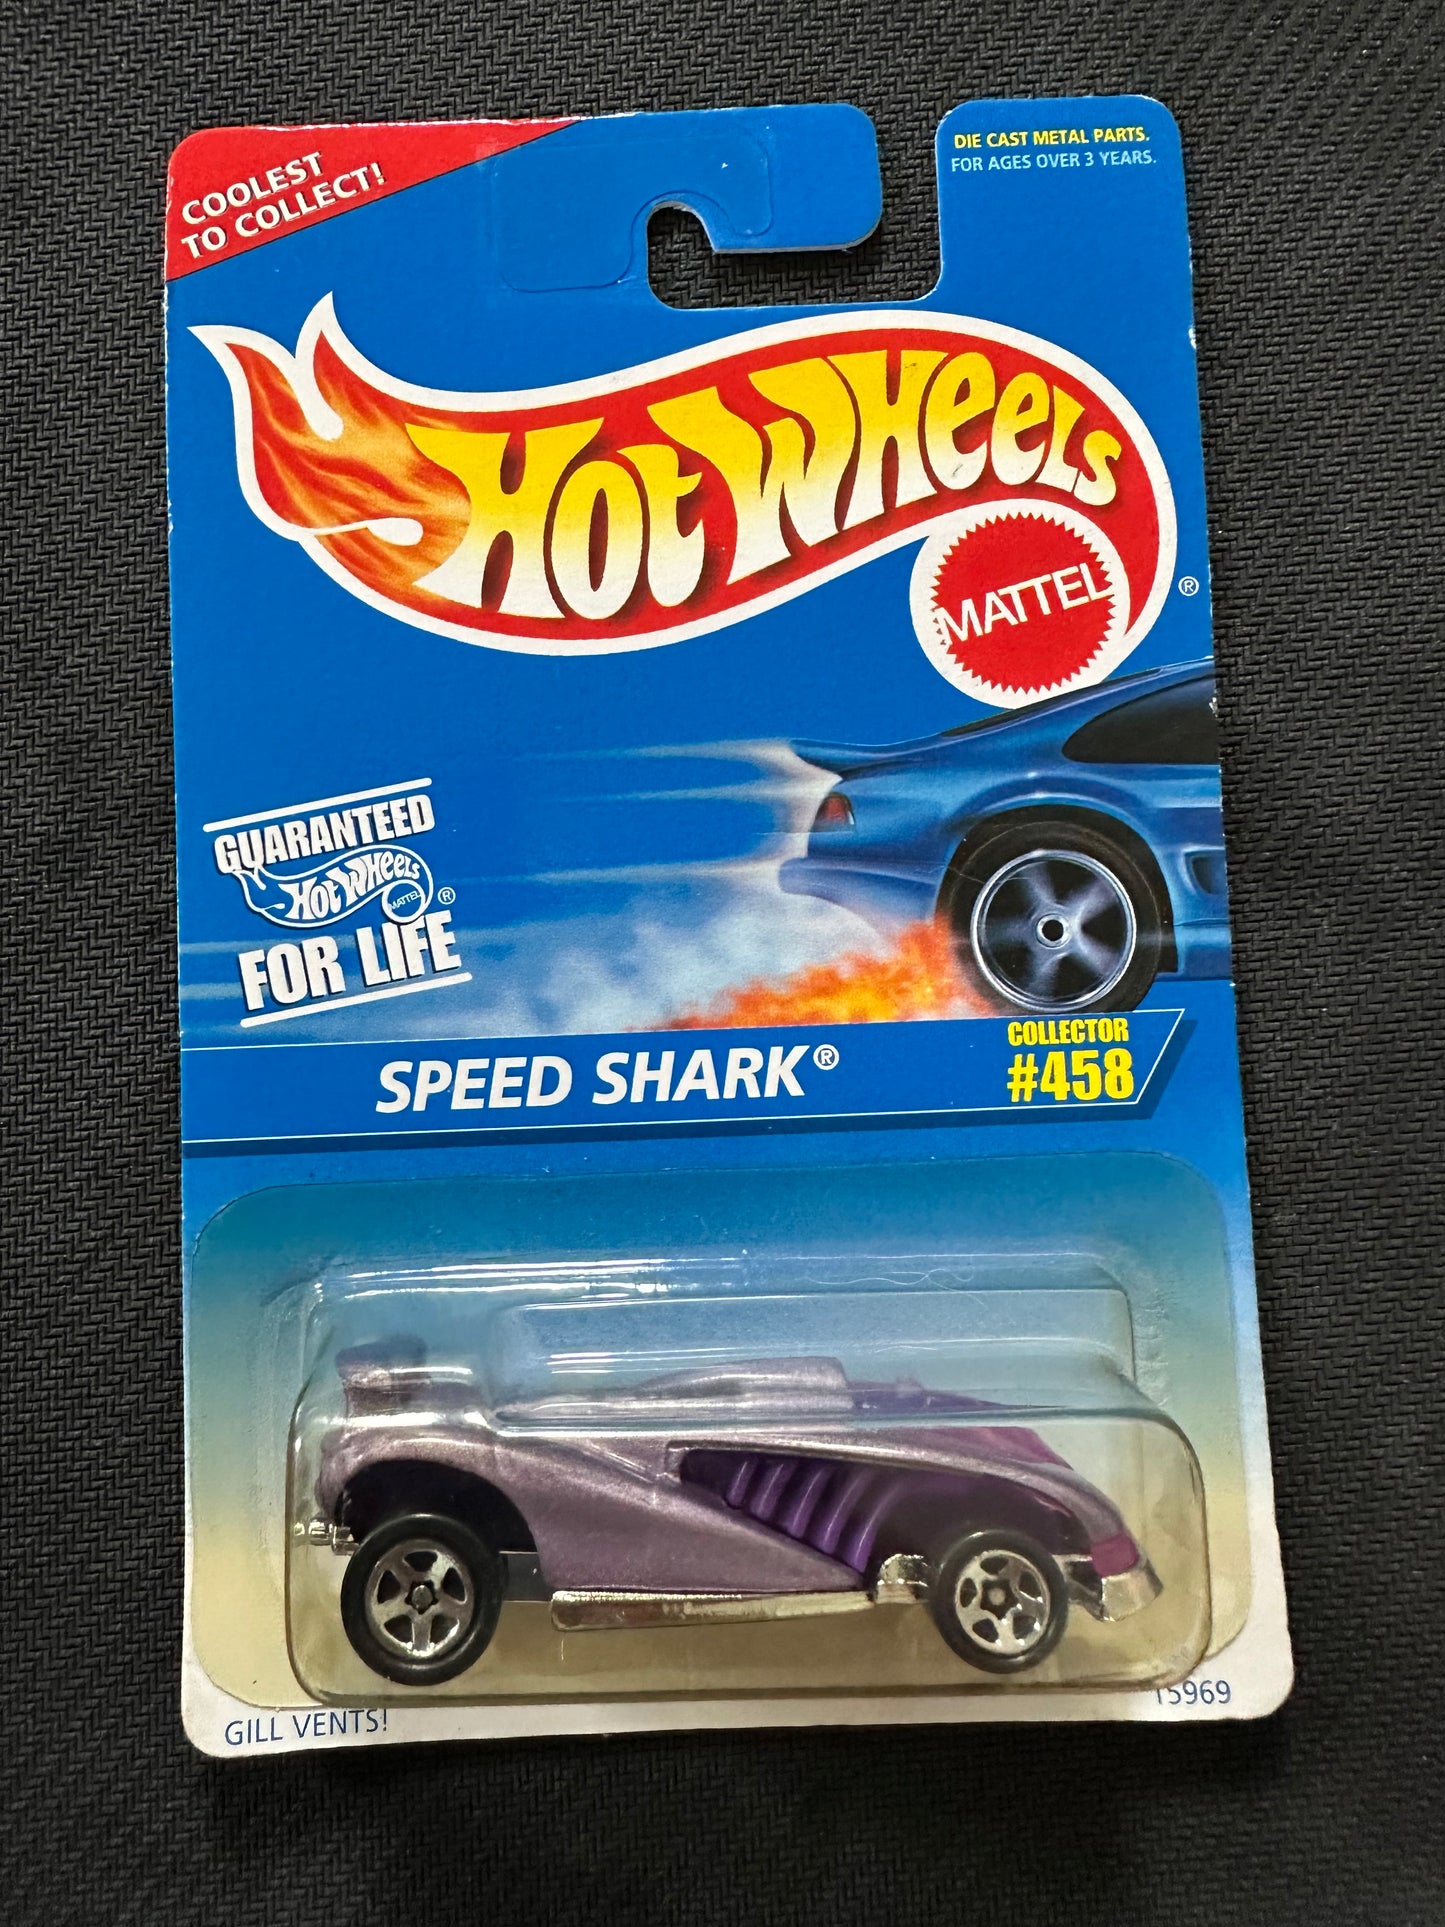 COOLEST
TO COLLECT!
DIE CAST METAL PARTS.
FOR AGES OVER 3 YEARS.
HOT WHEELS
MATTEL
®
GUARANTEED
HOT WHEELS
MATTEL
®
FOR LIFE
SPEED SHARK®
COLLECTOR
#458
GILL VENTS!
15969